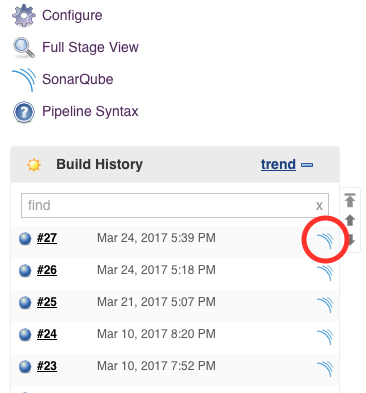 Configure
Full Stage View
SonarQube
Pipeline Syntax
Build History trend
find x
#27 Mar 24, 2017 5:39 PM
#26 Mar 24, 2017 5:18 PM
#25 Mar 21, 2017 5:07 PM
#24 Mar 10, 2017 8:20 PM
#23 Mar 10, 2017 7:52 PM